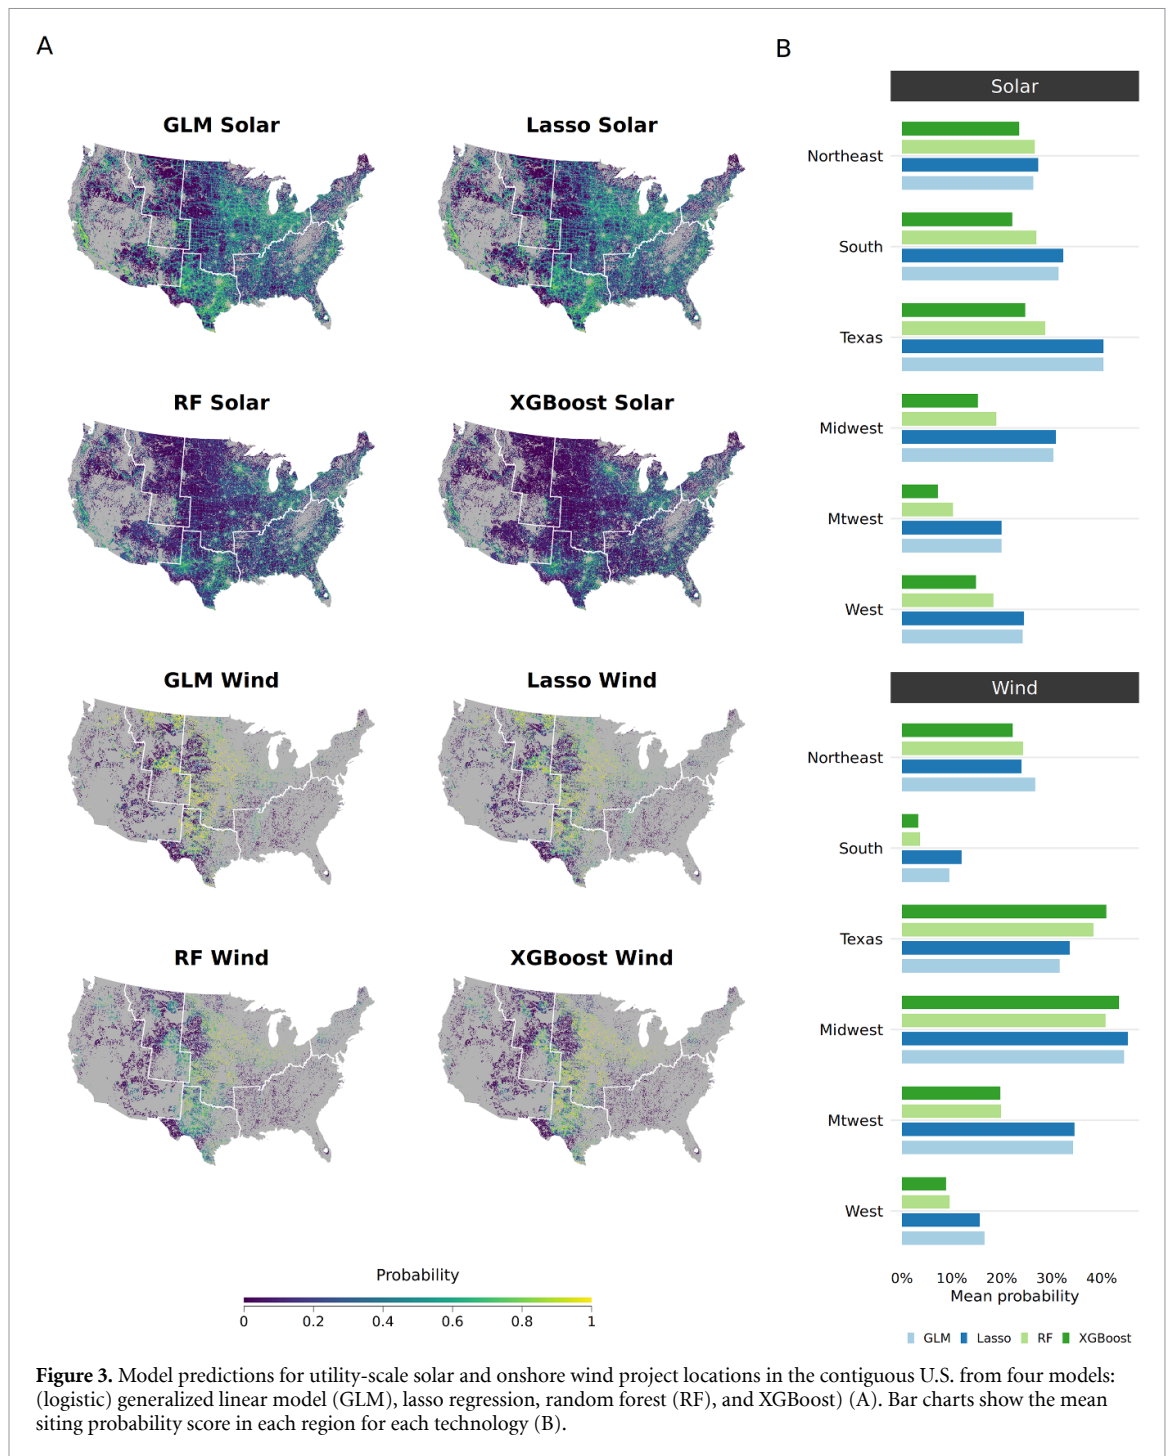 A
B
GLM Solar
Lasso Solar
RF Solar
XGBoost Solar
GLM Wind
Lasso Wind
RF Wind
XGBoost Wind
Probability
0 0.2 0.4 0.6 0.8 1
Solar
Northeast
South
Texas
Midwest
Mtwest
West
Wind
Northeast
South
Texas
Midwest
Mtwest
West
0% 10% 20% 30% 40%
Mean probability
GLM Lasso RF XGBoost
Figure 3. Model predictions for utility-scale solar and onshore wind project locations in the contiguous U.S. from four models:
(logistic) generalized linear model (GLM), lasso regression, random forest (RF), and XGBoost) (A). Bar charts show the mean
siting probability score in each region for each technology (B).